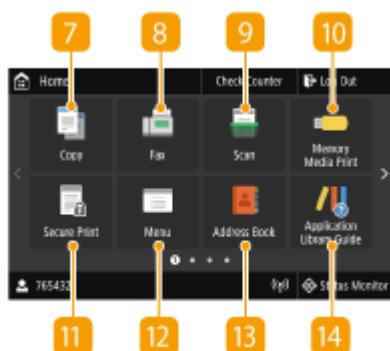 7 8 9 10
Home Check Counter Log Out
Copy Fax Scan Memory Media Print
Secure Print Menu Address Book Application Library Guide
765432 Status Monitor
11 12 13 14